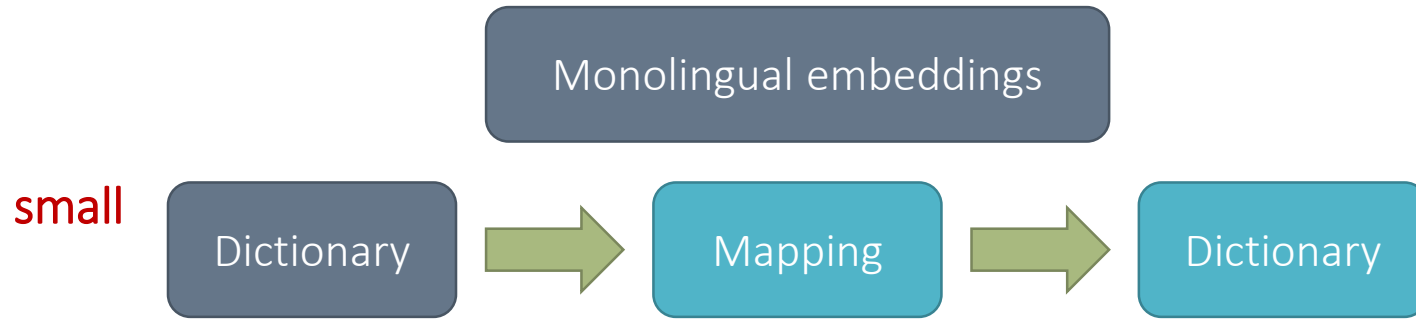 Monolingual embeddings
small
Dictionary
Mapping
Dictionary